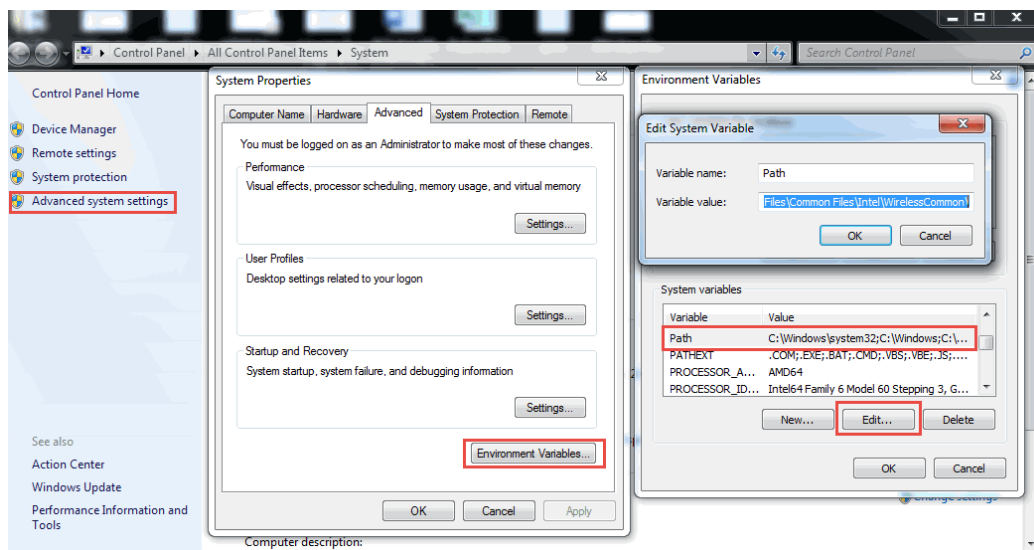 Control Panel ▸ All Control Panel Items ▸ System
Search Control Panel
Control Panel Home
Device Manager
Remote settings
System protection
Advanced system settings
See also
Action Center
Windows Update
Performance Information and
Tools
System Properties
Computer Name
Hardware
Advanced
System Protection
Remote
You must be logged on as an Administrator to make most of these changes.
Performance
Visual effects, processor scheduling, memory usage, and virtual memory
Settings...
User Profiles
Desktop settings related to your logon
Settings...
Startup and Recovery
System startup, system failure, and debugging information
Settings...
Environment Variables...
OK
Cancel
Apply
Computer description:
Environment Variables
Edit System Variable
Variable name:
Path
Variable value:
Files\Common Files\Intel\WirelessCommon\
OK
Cancel
System variables
Variable Value
Path C:\Windows\system32;C:\Windows;C:\...
PATHEXT .COM;.EXE;.BAT;.CMD;.VBS;.VBE;.JS;....
PROCESSOR_A... AMD64
PROCESSOR_ID... Intel64 Family 6 Model 60 Stepping 3, G...
New...
Edit...
Delete
OK
Cancel
Change settings